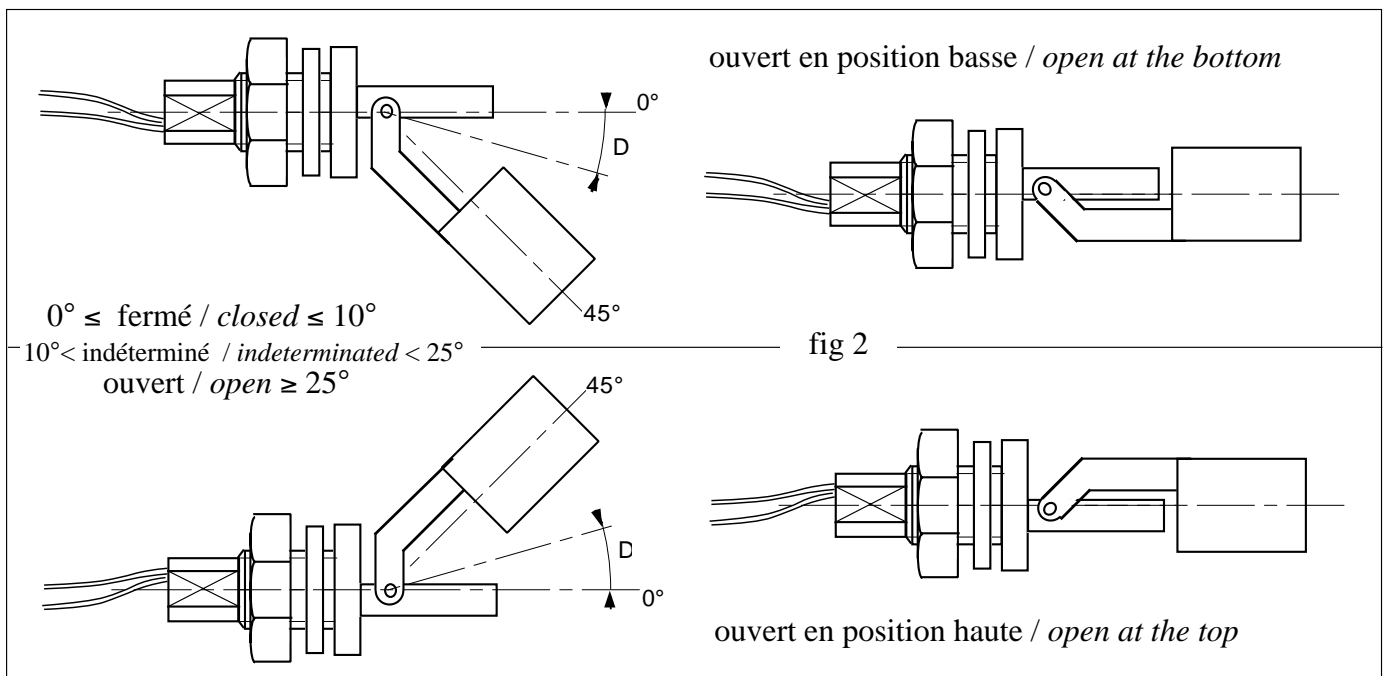 ouvert en position basse / open at the bottom
0°
D
45°
0° ≤ fermé / closed ≤ 10°
10°< indéterminé / indeterminated < 25°
ouvert / open ≥ 25°
fig 2
45°
D
0°
ouvert en position haute / open at the top